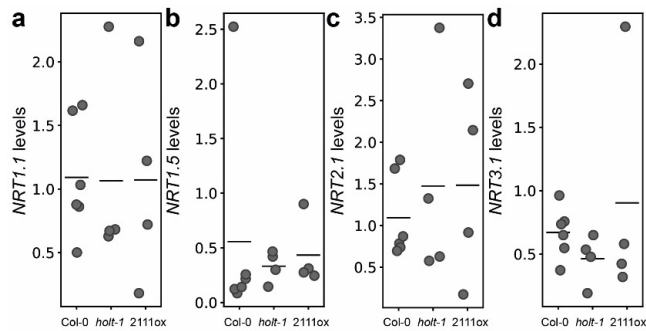 a
NRT1.1 levels
2.0
1.5
1.0
0.5
Col-0 holt-1 2111ox
b
NRT1.5 levels
2.5
2.0
1.5
1.0
0.5
0.0
Col-0 holt-1 2111ox
c
NRT2.1 levels
3.5
3.0
2.5
2.0
1.5
1.0
0.5
Col-0 holt-1 2111ox
d
NRT3.1 levels
2.0
1.5
1.0
0.5
Col-0 holt-1 2111ox